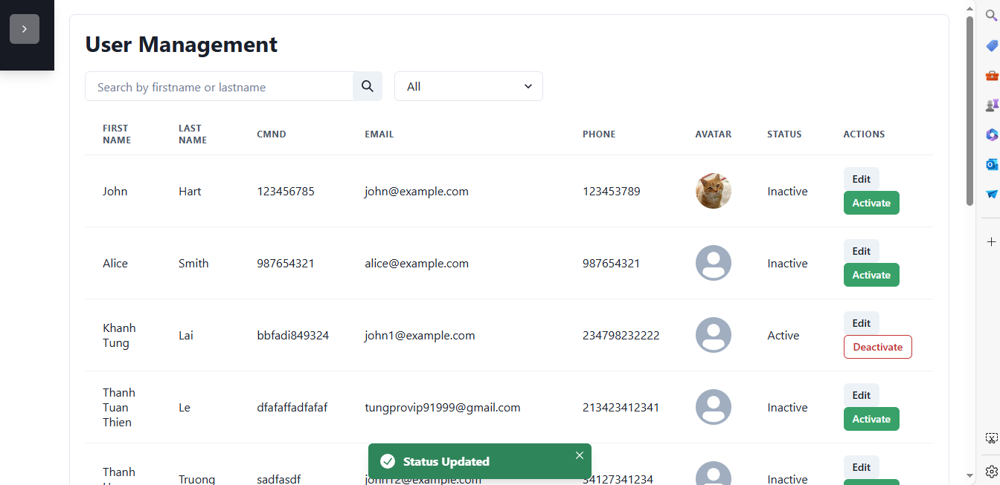 User Management
Search by firstname or lastname
All
FIRST NAME LAST NAME CMND EMAIL PHONE AVATAR STATUS ACTIONS
John Hart 123456785 john@example.com 123453789 Inactive Edit
Activate
Alice Smith 987654321 alice@example.com 987654321 Inactive Edit
Activate
Khanh Tung Lai bbfadi849324 john1@example.com 234798232222 Active Edit
Deactivate
Thanh Tuan Thien Le dfafaffadfafaf tungprovip91999@gmail.com 213423412341 Inactive Edit
Activate
Thanh Truong sadfasdf john12@example.com 34127341234 Inactive Edit
Status Updated